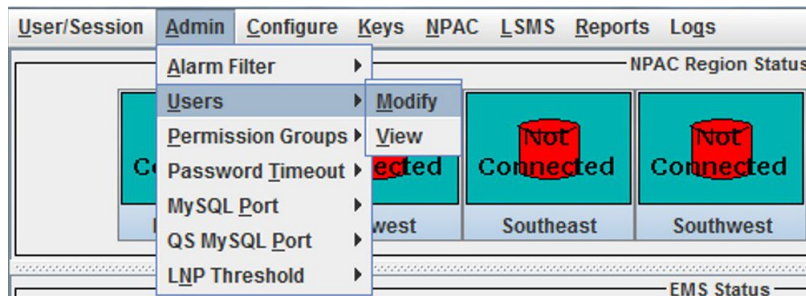 User/Session Admin Configure Keys NPAC LSMS Reports Logs
NPAC Region Status
Alarm Filter
Users
Permission Groups
Password Timeout
MySQL Port
QS MySQL Port
LNP Threshold
Modify
View
Not
Connected
Southeast
Not
Connected
Southwest
EMS Status